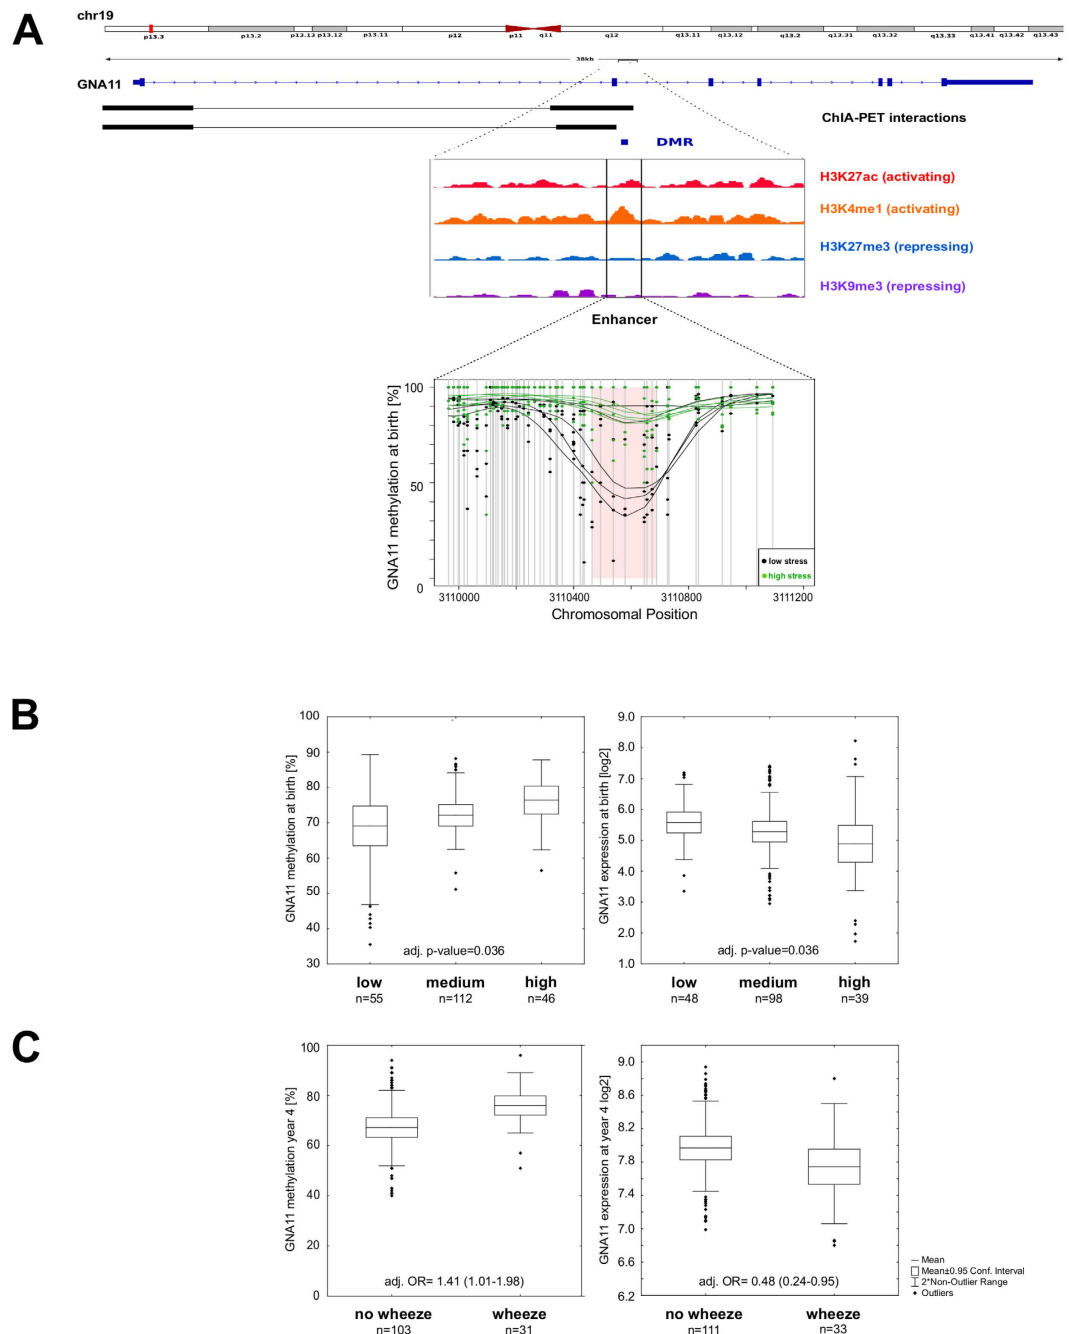 A
chr19
p13.3 p13.2 p13.13 p13.12 p13.11 p12 p11 q11 q12 q13.11 q13.12 q13.2 q13.31 q13.32 q13.33 q13.41 q13.42 q13.43
38kb
GNA11
ChIA-PET interactions
DMR
H3K27ac (activating)
H3K4me1 (activating)
H3K27me3 (repressing)
H3K9me3 (repressing)
Enhancer
GNA11 methylation at birth [%]
100
50
0
low stress
high stress
3110000 3110400 3110800 3111200
Chromosomal Position
B
GNA11 methylation at birth [%]
100
90
80
70
60
50
40
30
adj. p-value=0.036
low medium high
n=55 n=112 n=46
GNA11 expression at birth [log2]
9.0
8.0
7.0
6.0
5.0
4.0
3.0
2.0
1.0
adj. p-value=0.036
low medium high
n=48 n=98 n=39
C
GNA11 methylation year 4 [%]
100
80
60
40
20
0
adj. OR= 1.41 (1.01-1.98)
no wheeze wheeze
n=103 n=31
GNA11 expression at year 4 log2]
9.0
8.6
8.2
7.8
7.4
7.0
6.6
6.2
adj. OR= 0.48 (0.24-0.95)
no wheeze wheeze
n=111 n=33
Mean
Mean±0.95 Conf. Interval
2*Non-Outlier Range
Outliers